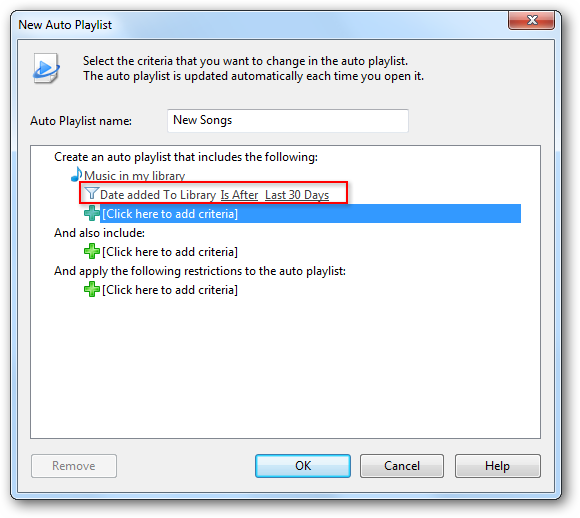 New Auto Playlist
Select the criteria that you want to change in the auto playlist.
The auto playlist is updated automatically each time you open it.
Auto Playlist name: New Songs
Create an auto playlist that includes the following:
Music in my library
Date added To Library Is After Last 30 Days
[Click here to add criteria]
And also include:
[Click here to add criteria]
And apply the following restrictions to the auto playlist:
[Click here to add criteria]
Remove OK Cancel Help